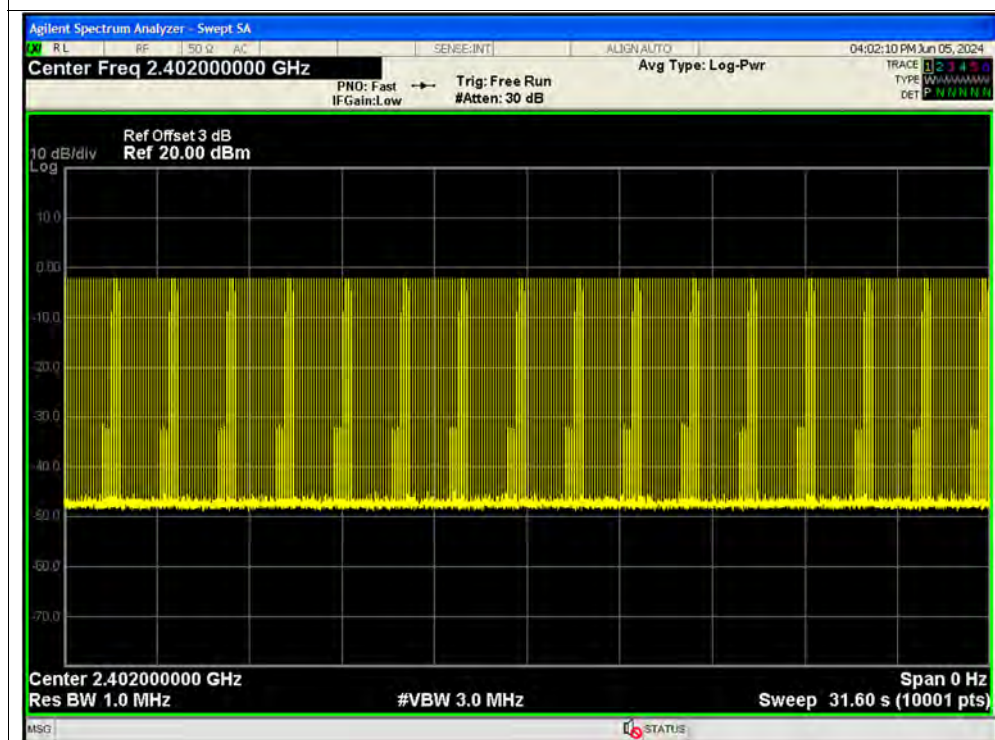 Agilent Spectrum Analyzer - Swept SA
RL RF 50 Ω AC SENSE:INT ALIGN AUTO 04:02:10 PM Jun 05, 2024
Center Freq 2.402000000 GHz Avg Type: Log-Pwr TRACE 1 2 3 4 5 6
PNO: Fast Trig: Free Run TYPE
IFGain:Low #Atten: 30 dB DET P N N N N N
Ref Offset 3 dB
10 dB/div Ref 20.00 dBm
Log
10.0
0.00
-10.0
-20.0
-30.0
-40.0
-50.0
-60.0
-70.0
Center 2.402000000 GHz Span 0 Hz
Res BW 1.0 MHz #VBW 3.0 MHz Sweep 31.60 s (10001 pts)
MSG STATUS